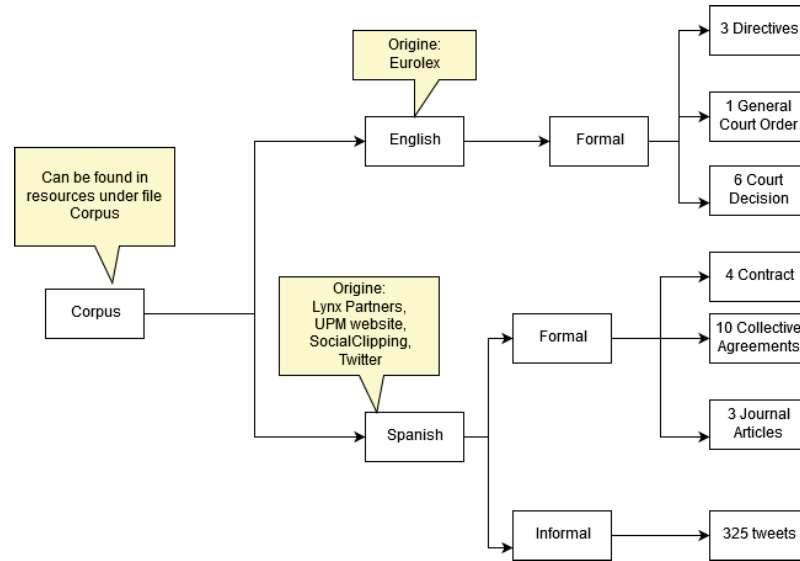 Origine:
Eurolex
3 Directives
1 General
Court Order
6 Court
Decision
English
Formal
Can be found in
resources under file
Corpus
Corpus
Origine:
Lynx Partners,
UPM website,
SocialClipping,
Twitter
Spanish
Formal
4 Contract
10 Collective
Agreements
3 Journal
Articles
Informal
325 tweets